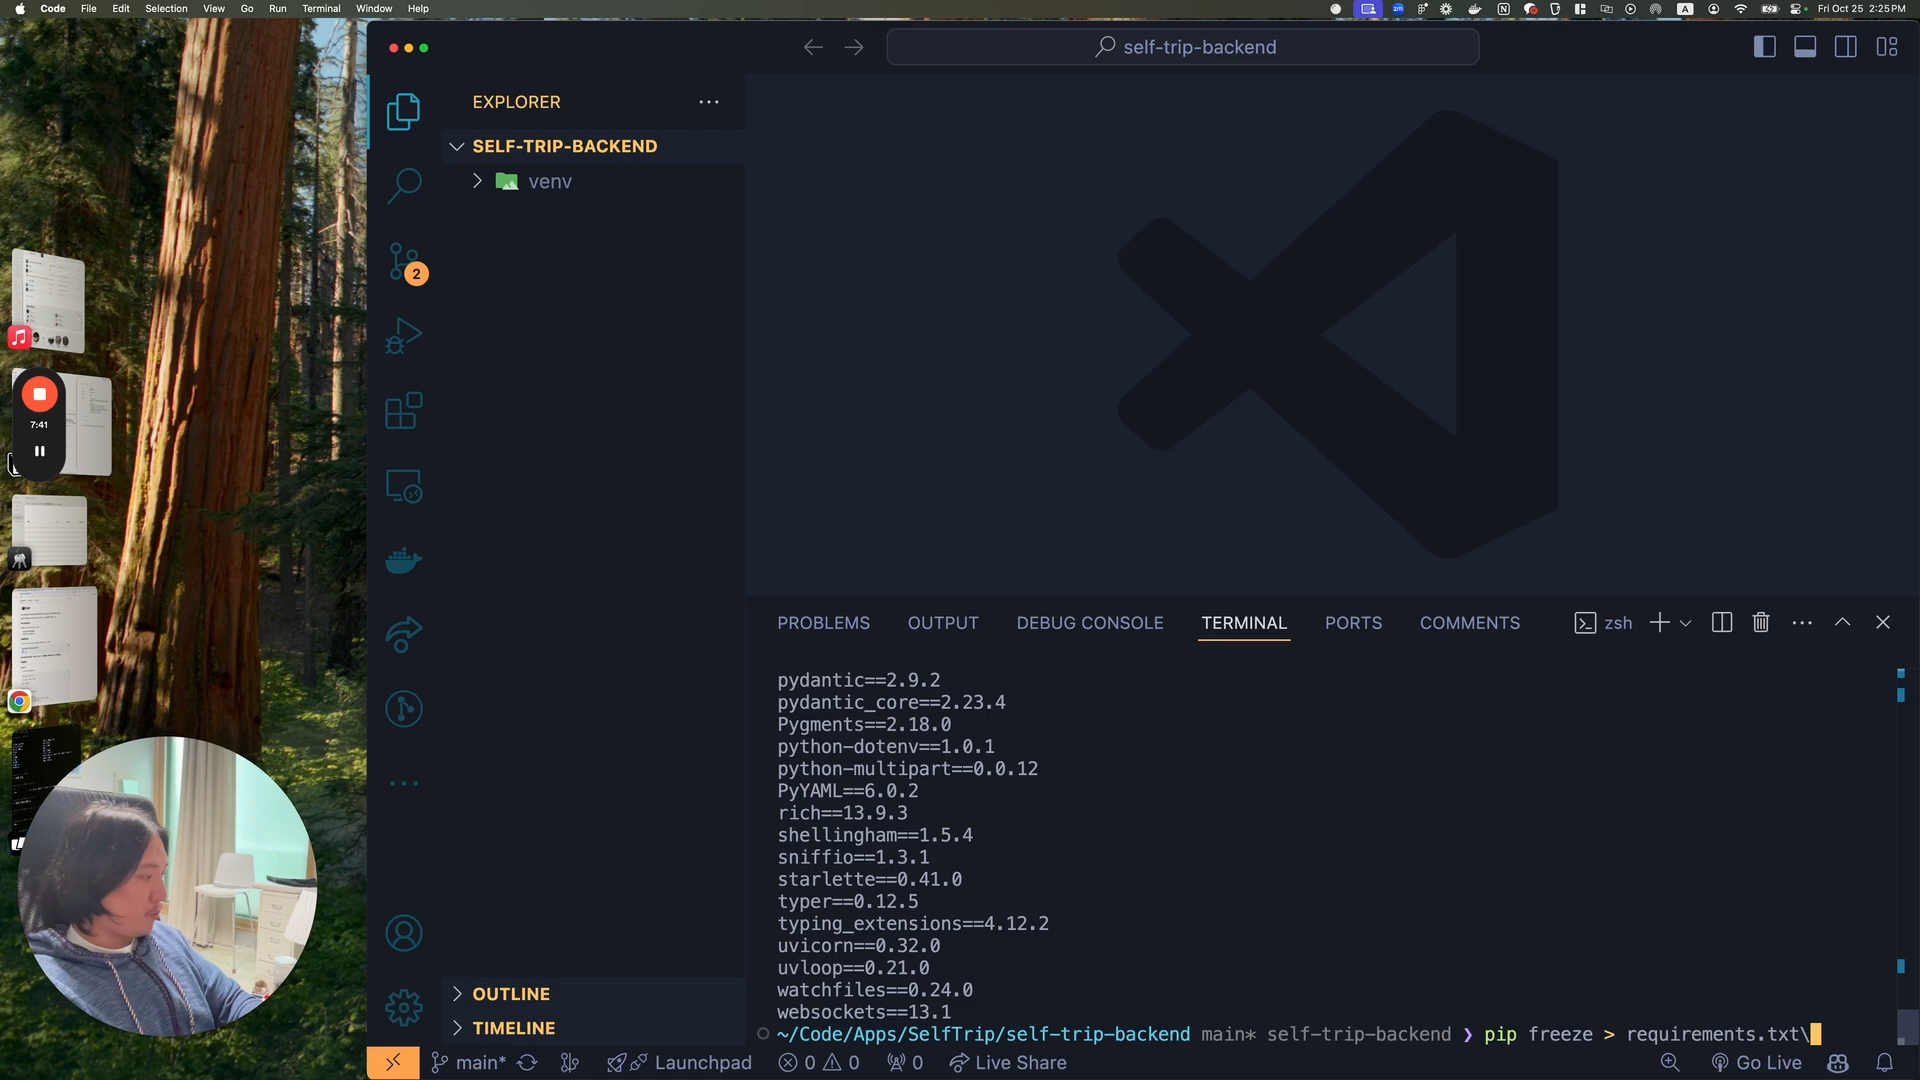 Code File Edit Selection View Go Run Terminal Window Help
Fri Oct 25 2:25 PM
self-trip-backend
EXPLORER
SELF-TRIP-BACKEND
venv
2
7:41
PROBLEMS OUTPUT DEBUG CONSOLE TERMINAL PORTS COMMENTS
zsh
pydantic==2.9.2
pydantic_core==2.23.4
Pygments==2.18.0
python-dotenv==1.0.1
python-multipart==0.0.12
PyYAML==6.0.2
rich==13.9.3
shellingham==1.5.4
sniffio==1.3.1
starlette==0.41.0
typer==0.12.5
typing_extensions==4.12.2
uvicorn==0.32.0
uvloop==0.21.0
watchfiles==0.24.0
websockets==13.1
~/Code/Apps/SelfTrip/self-trip-backend main* self-trip-backend ❯ pip freeze > requirements.txt\
OUTLINE
TIMELINE
main* Launchpad 0 0 0 Live Share Go Live